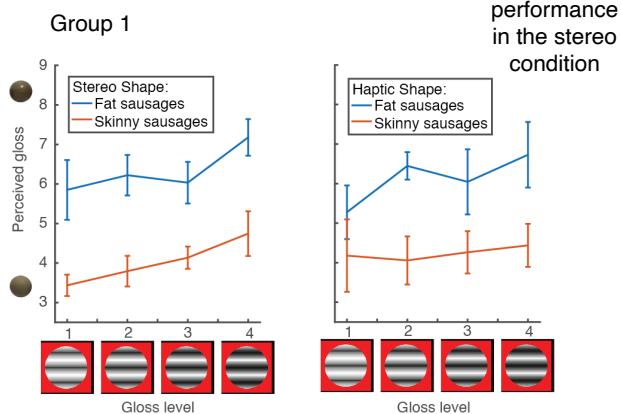 Group 1
performance
in the stereo
condition
Perceived gloss
9
8
7
6
5
4
3
Stereo Shape:
Fat sausages
Skinny sausages
1 2 3 4
Gloss level
Haptic Shape:
Fat sausages
Skinny sausages
1 2 3 4
Gloss level